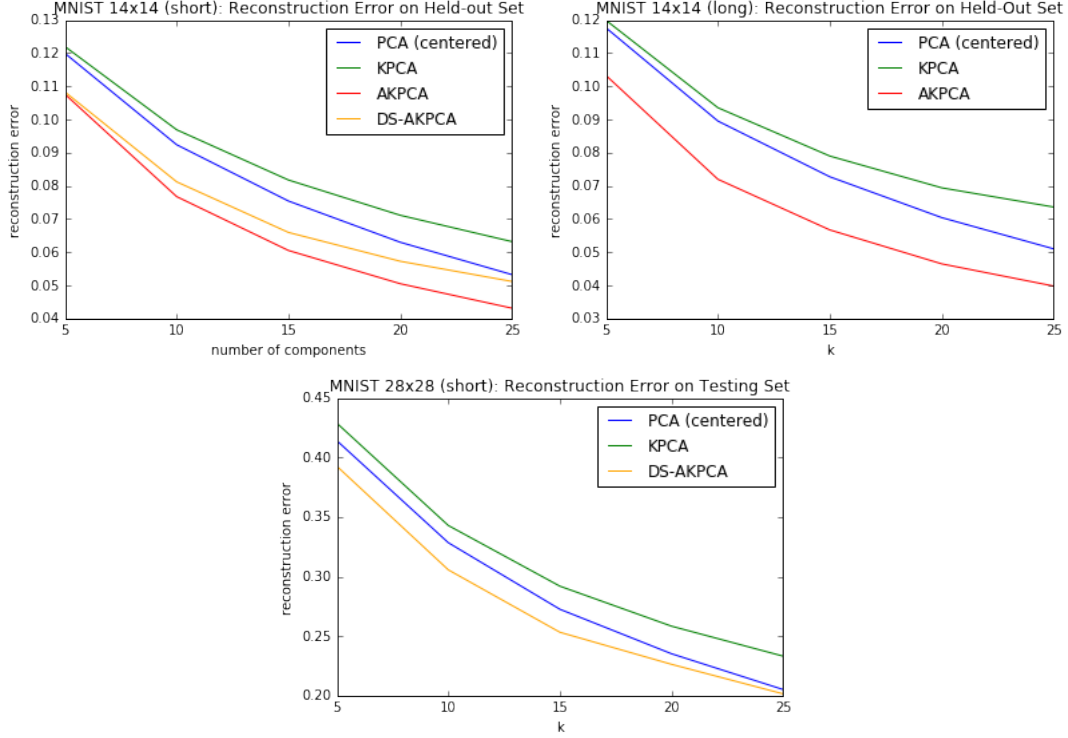 MNIST 14x14 (short): Reconstruction Error on Held-out Set
0.13
0.12
0.11
0.10
0.09
0.08
0.07
0.06
0.05
0.04
reconstruction error
PCA (centered)
KPCA
AKPCA
DS-AKPCA
5 10 15 20 25
number of components
MNIST 14x14 (long): Reconstruction Error on Held-Out Set
0.12
0.11
0.10
0.09
0.08
0.07
0.06
0.05
0.04
0.03
reconstruction error
PCA (centered)
KPCA
AKPCA
5 10 15 20 25
k
MNIST 28x28 (short): Reconstruction Error on Testing Set
0.45
0.40
0.35
0.30
0.25
0.20
reconstruction error
PCA (centered)
KPCA
DS-AKPCA
5 10 15 20 25
k